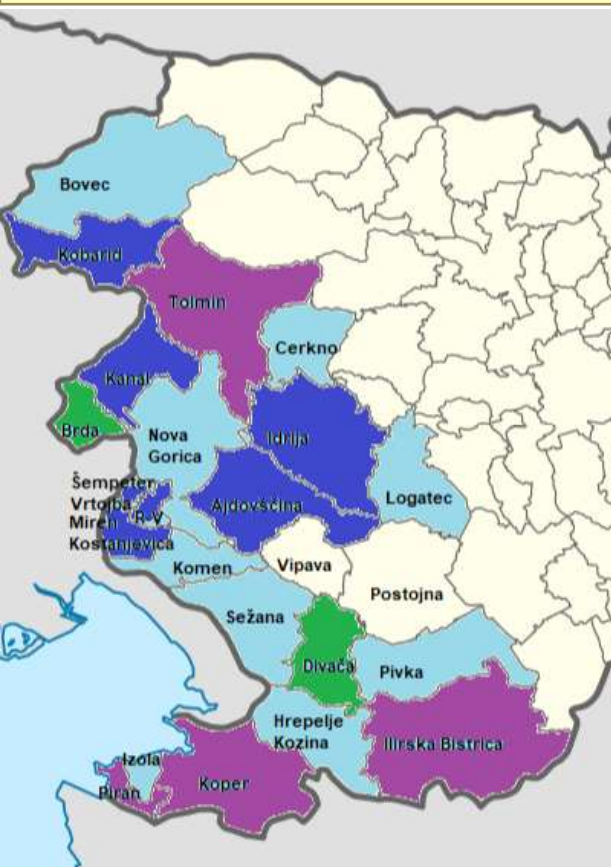 Bovec
Kobarid
Tolmin
Cerkno
Kanal
Brda
Nova
Gorica
Idrija
Šempeter
Vrtojba
Miren
Kostanjevica
R-V
Ajdovščina
Logatec
Komen
Vipava
Postojna
Sežana
Divača
Pivka
Hrepelje
Kozina
Ilirska Bistrica
Izola
Piran
Koper